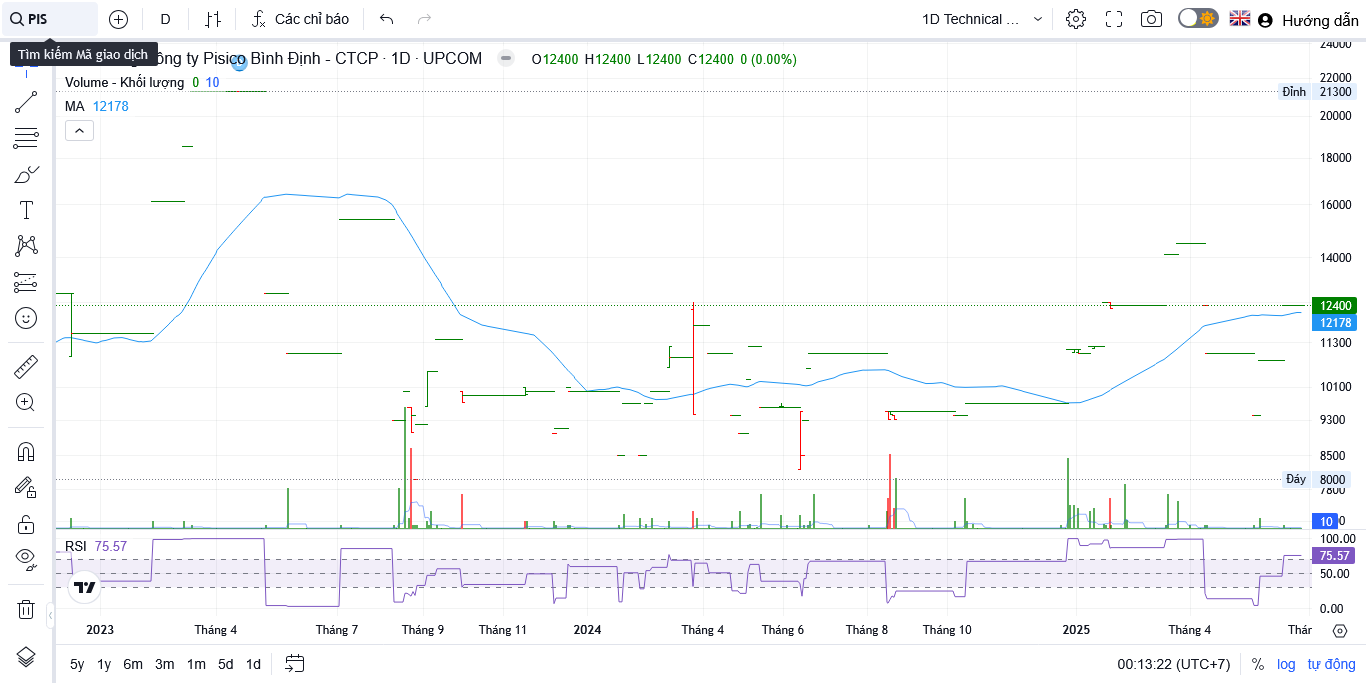 PIS
D
Các chỉ báo
1D Technical ...
Hướng dẫn
Tìm kiếm Mã giao dịch
ông ty Pisico Bình Định - CTCP · 1D · UPCOM
O12400 H12400 L12400 C12400 0 (0.00%)
Volume - Khối lượng 0 10
MA 12178
24000
22000
Đỉnh 21300
20000
18000
16000
14000
12400
12178
11300
10100
9300
8500
Đáy 8000
7800
10
RSI 75.57
100.00
75.57
50.00
0.00
2023 Tháng 4 Tháng 7 Tháng 9 Tháng 11 2024 Tháng 4 Tháng 6 Tháng 8 Tháng 10 2025 Tháng 4 Thár
5y 1y 6m 3m 1m 5d 1d
00:13:22 (UTC+7) % log tự động